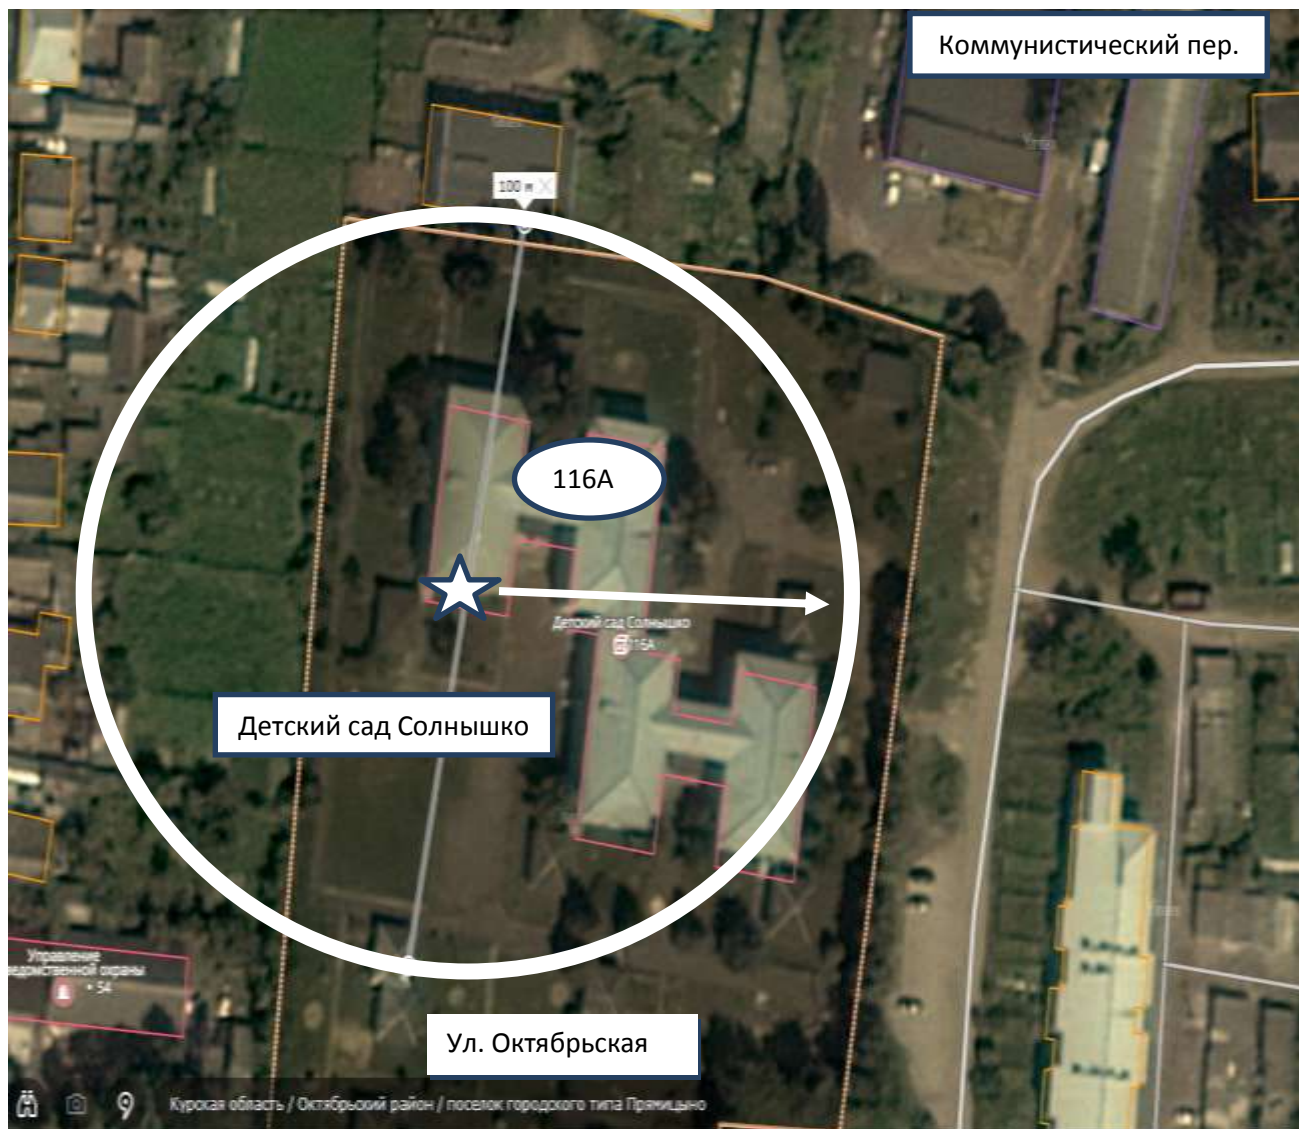 Коммунистический пер.
100 м
116А
Детский сад Солнышко
116А
Детский сад Солнышко
Управление
ведомственной охраны
54
Ул. Октябрьская
Курская область / Октябрьский район / поселок городского типа Прямицыно